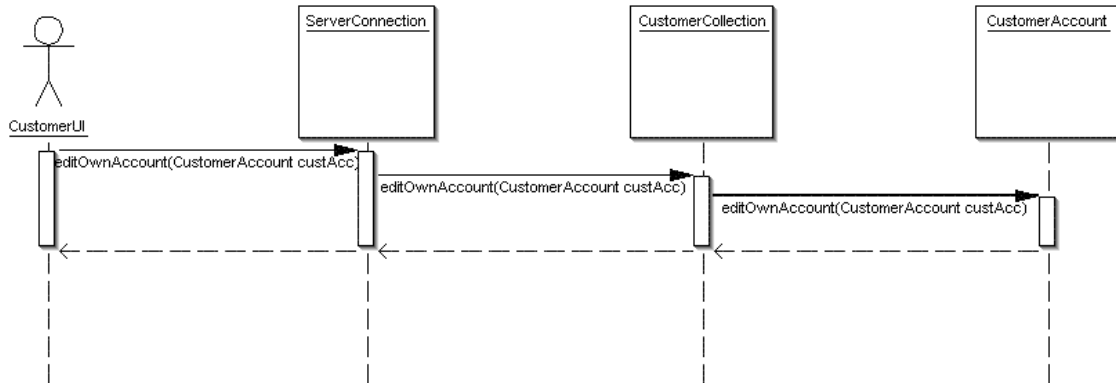 ServerConnection
CustomerCollection
CustomerAccount
CustomerUI
editOwnAccount(CustomerAccount custAcc)
editOwnAccount(CustomerAccount custAcc)
editOwnAccount(CustomerAccount custAcc)